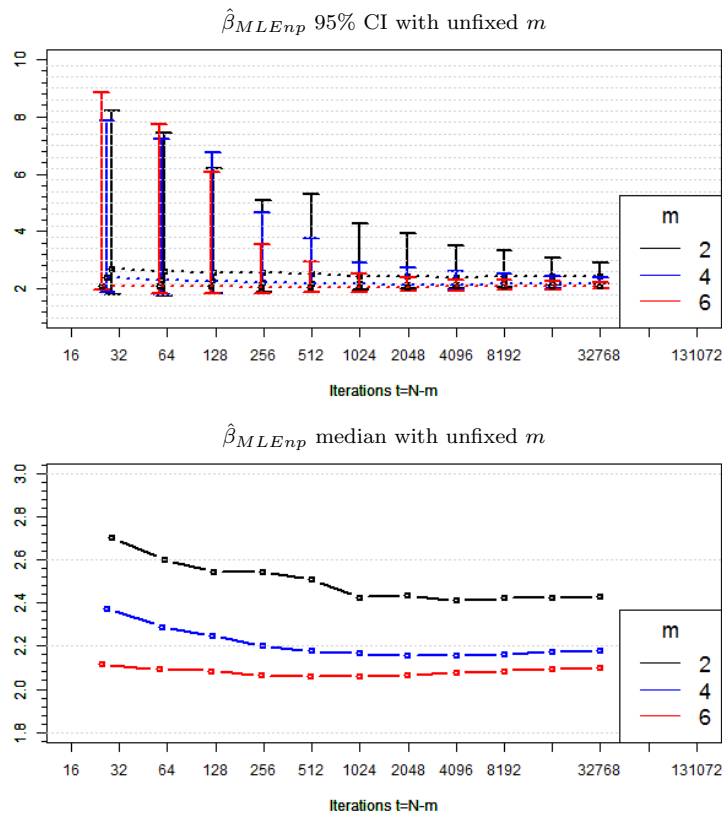 β̂_MLEnp 95% CI with unfixed m
10
8
6
4
2
m
2
4
6
16 32 64 128 256 512 1024 2048 4096 8192 32768 131072
Iterations t=N-m
β̂_MLEnp median with unfixed m
3.0
2.8
2.6
2.4
2.2
2.0
1.8
m
2
4
6
16 32 64 128 256 512 1024 2048 4096 8192 32768 131072
Iterations t=N-m